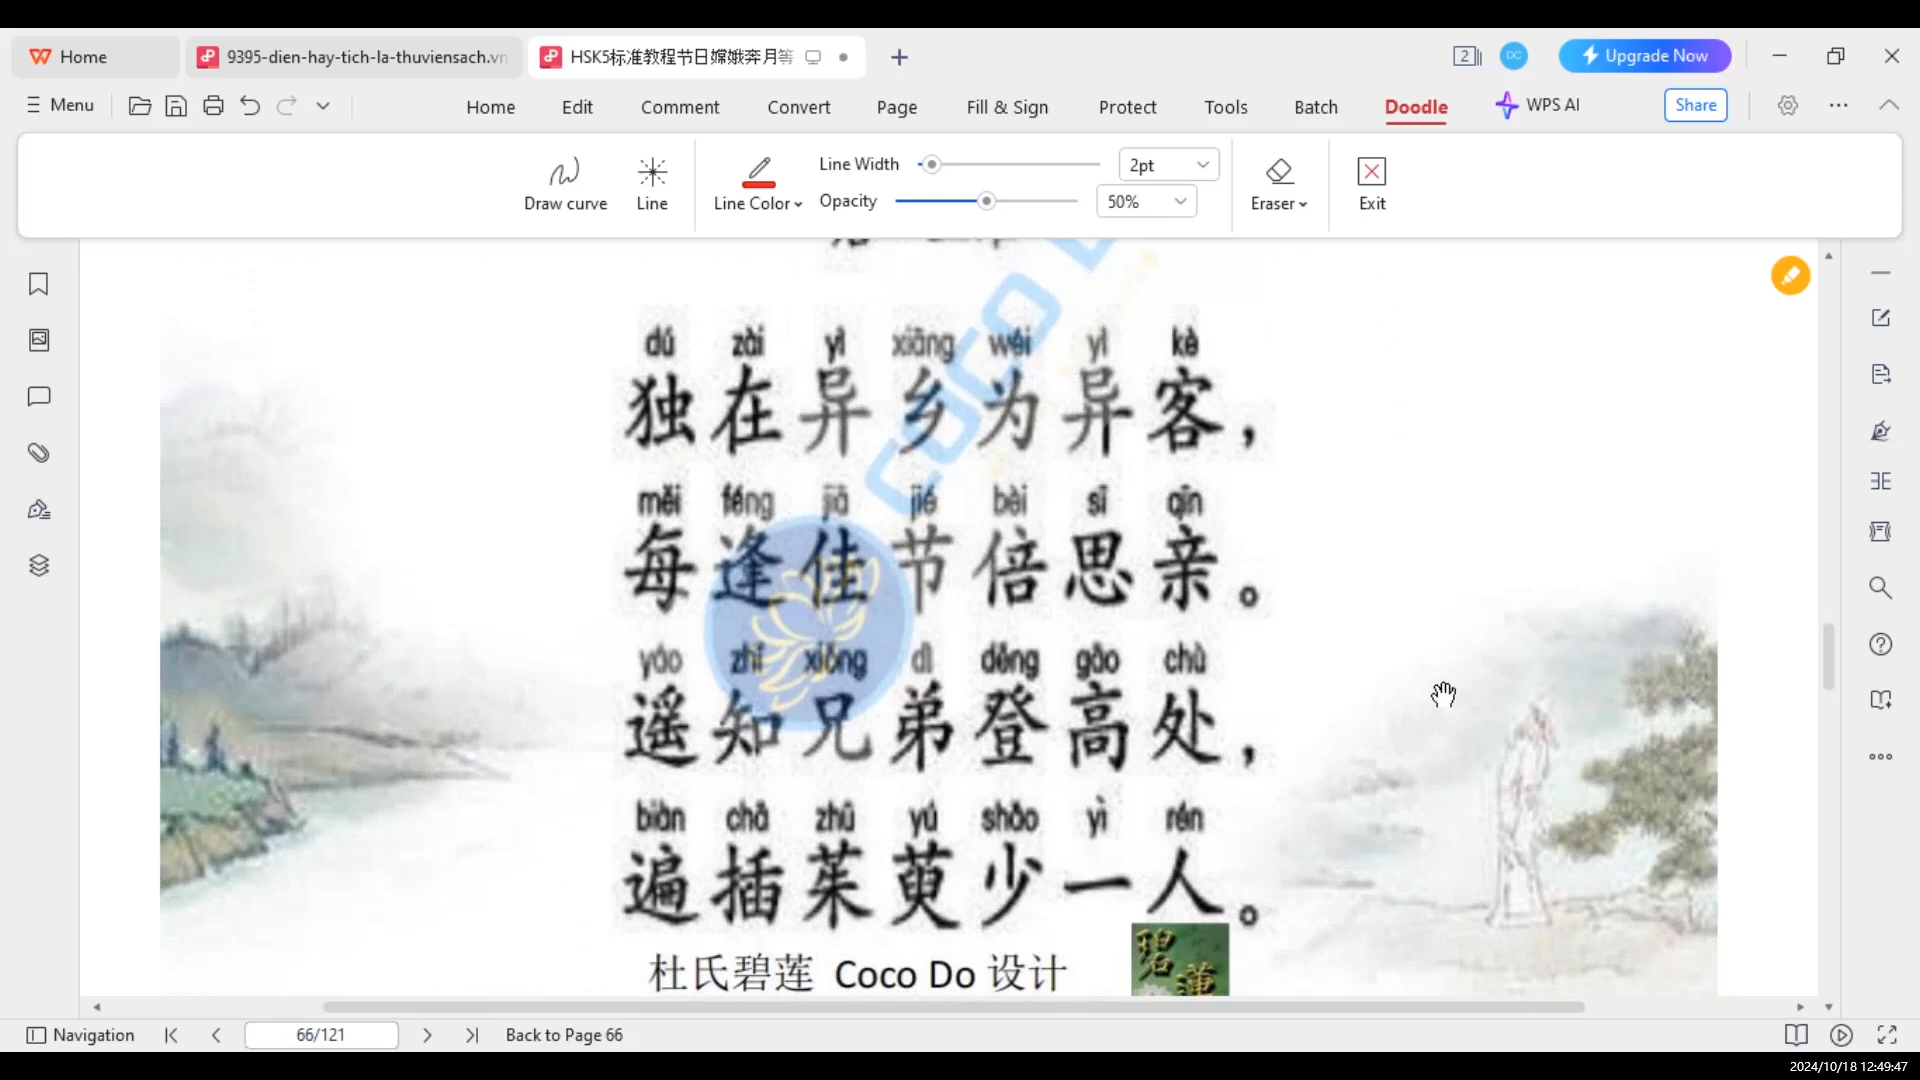 Home
9395-dien-hay-tich-la-thuviensach.vn
HSK5标准教程节日嫦娥奔月等
2
DC
Upgrade Now
Menu
Home Edit Comment Convert Page Fill & Sign Protect Tools Batch Doodle WPS AI
Share
Draw curve
Line
Line Color
Line Width
2pt
Opacity
50%
Eraser
Exit
COCO
dú zài yì xiāng wéi yì kè
独在异乡为异客，
měi féng jiā jié bèi sī qīn
每逢佳节倍思亲。
yáo zhī xiōng dì dēng gāo chù
遥知兄弟登高处，
biàn chā zhū yú shǎo yì rén
遍插茱萸少一人。
杜氏碧莲 Coco Do 设计
碧蓮
Navigation
66/121
Back to Page 66
2024/10/18 12:49:47